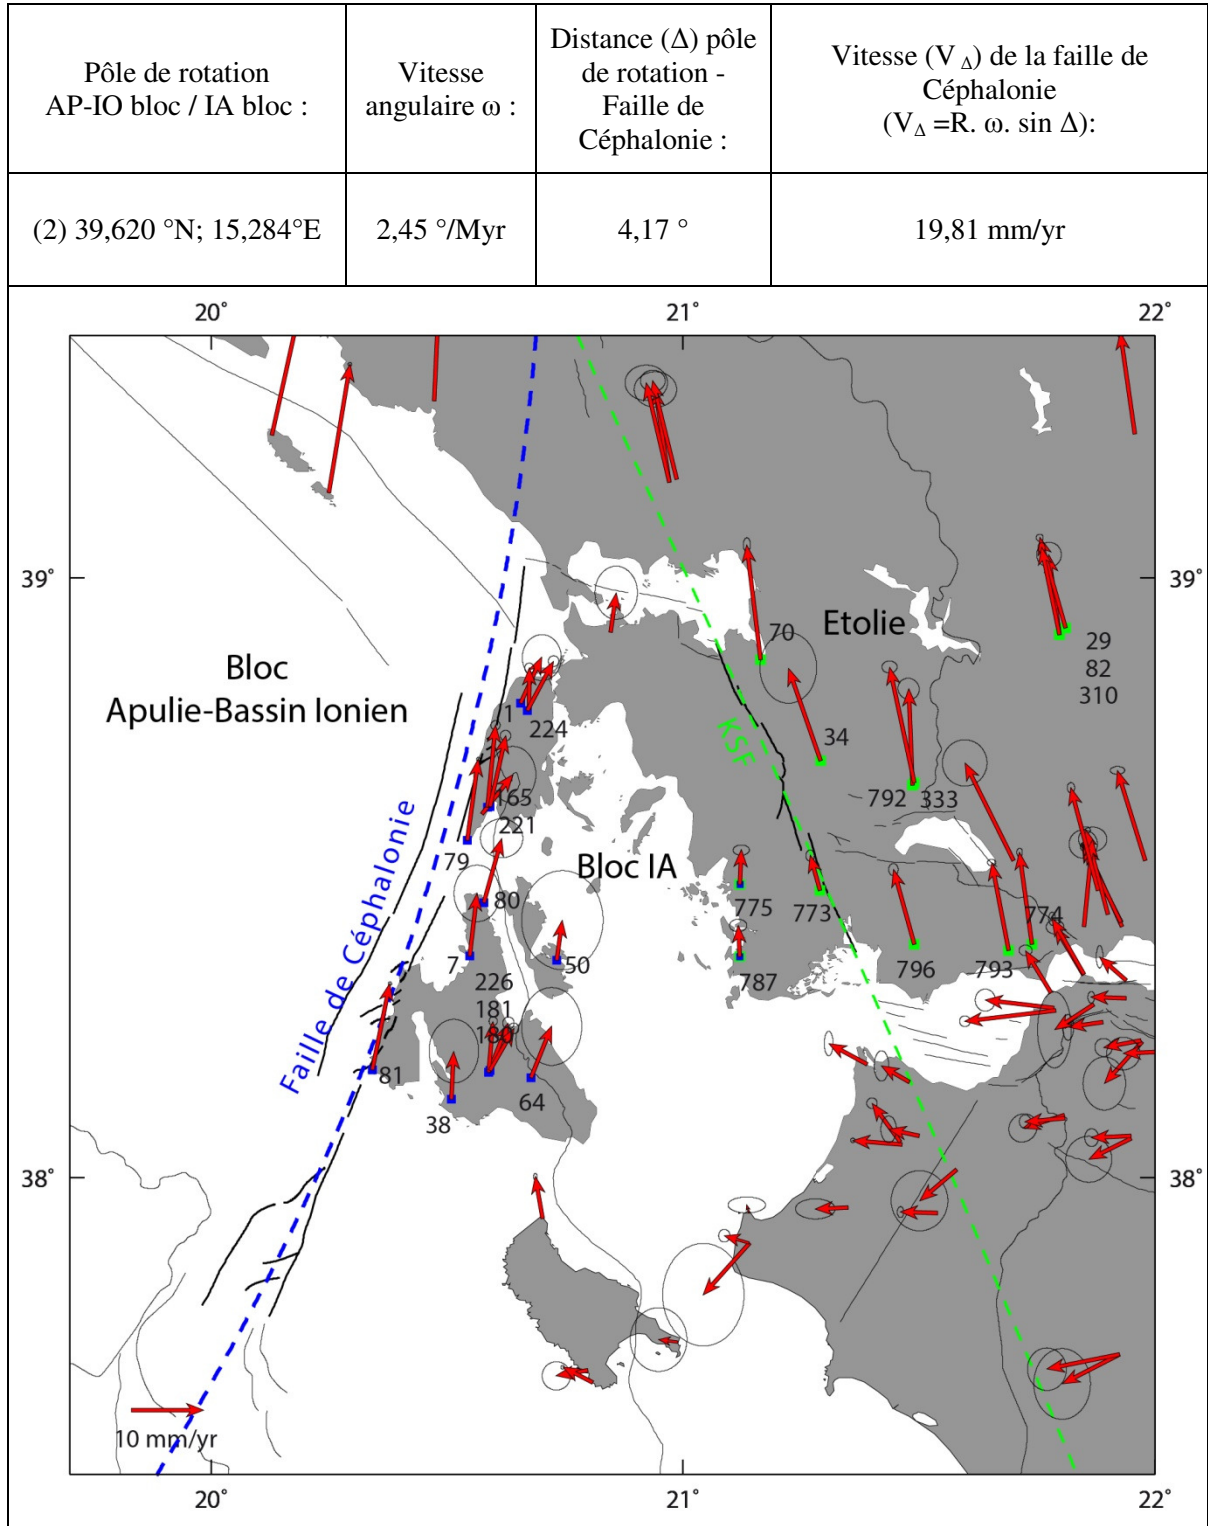 Pôle de rotation
AP-IO bloc / IA bloc :
Vitesse
angulaire ω :
Distance (Δ) pôle
de rotation -
Faille de
Céphalonie :
Vitesse (V Δ) de la faille de
Céphalonie
(VΔ =R. ω. sin Δ):
(2) 39,620 °N; 15,284°E
2,45 °/Myr
4,17 °
19,81 mm/yr
20˚
21˚
22˚
39˚
39˚
70
Etolie
29
82
310
Bloc
Apulie-Bassin Ionien
1
224
34
KSF
165
792
333
221
79
Faille de Céphalonie
Bloc IA
80
775
773
774
7
50
796
793
226
787
181
180
81
64
38
38˚
38˚
10 mm/yr
20˚
21˚
22˚